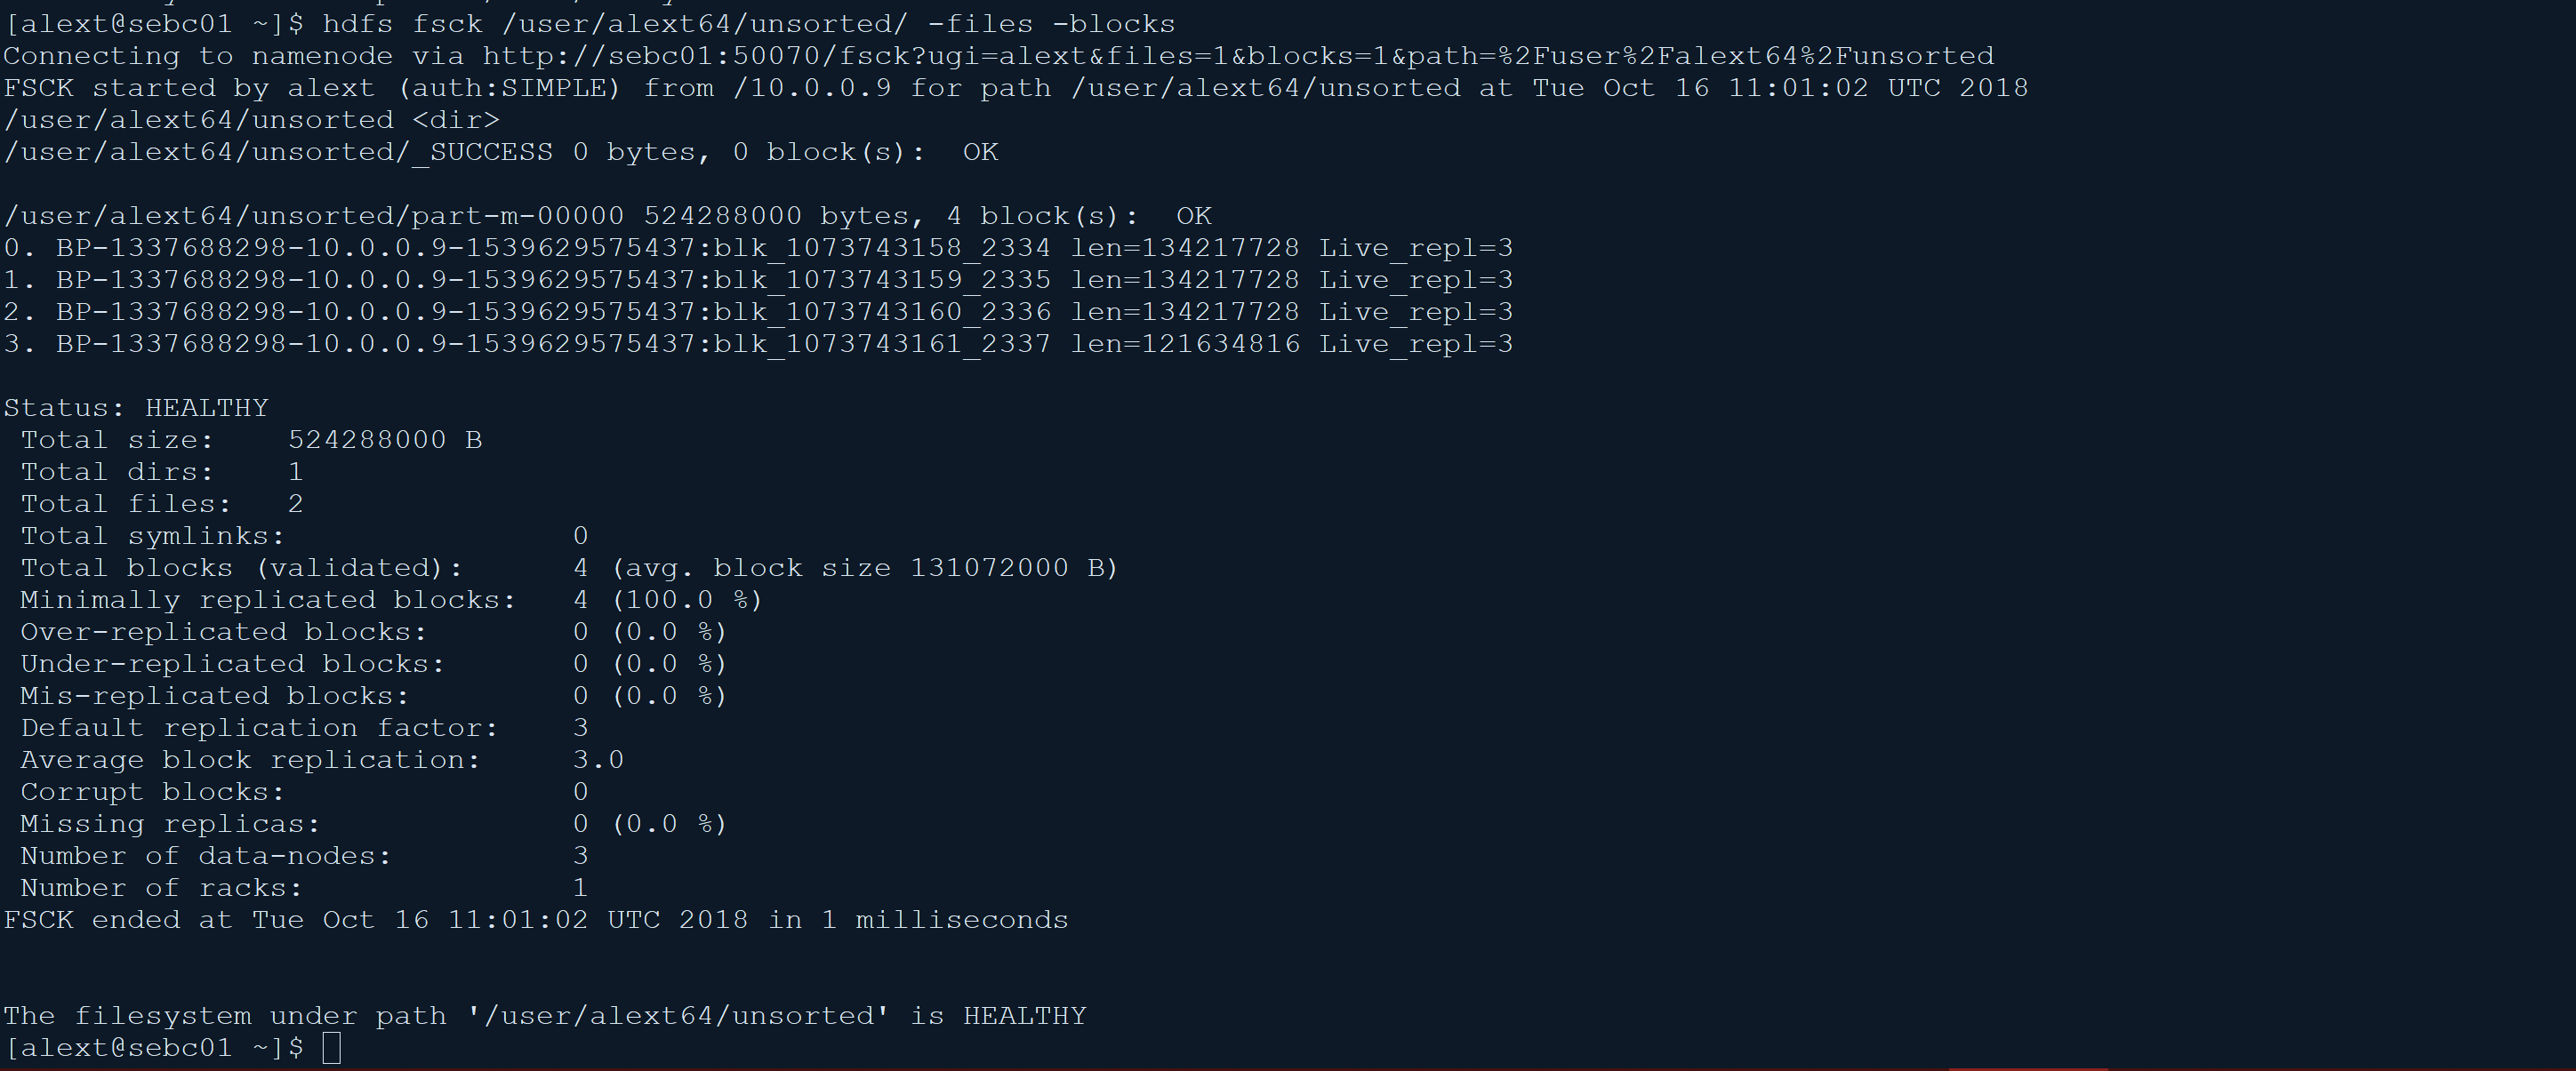 [alext@sebc01 ~]$ hdfs fsck /user/alext64/unsorted/ -files -blocks
Connecting to namenode via http://sebc01:50070/fsck?ugi=alext&files=1&blocks=1&path=%2Fuser%2Falext64%2Funsorted
FSCK started by alext (auth:SIMPLE) from /10.0.0.9 for path /user/alext64/unsorted at Tue Oct 16 11:01:02 UTC 2018
/user/alext64/unsorted <dir>
/user/alext64/unsorted/_SUCCESS 0 bytes, 0 block(s):  OK
/user/alext64/unsorted/part-m-00000 524288000 bytes, 4 block(s):  OK
0. BP-1337688298-10.0.0.9-1539629575437:blk_1073743158_2334 len=134217728 Live_repl=3
1. BP-1337688298-10.0.0.9-1539629575437:blk_1073743159_2335 len=134217728 Live_repl=3
2. BP-1337688298-10.0.0.9-1539629575437:blk_1073743160_2336 len=134217728 Live_repl=3
3. BP-1337688298-10.0.0.9-1539629575437:blk_1073743161_2337 len=121634816 Live_repl=3
Status: HEALTHY
Total size:    524288000 B
Total dirs:    1
Total files:   2
Total symlinks:                0
Total blocks (validated):      4 (avg. block size 131072000 B)
Minimally replicated blocks:   4 (100.0 %)
Over-replicated blocks:        0 (0.0 %)
Under-replicated blocks:       0 (0.0 %)
Mis-replicated blocks:         0 (0.0 %)
Default replication factor:    3
Average block replication:     3.0
Corrupt blocks:                0
Missing replicas:              0 (0.0 %)
Number of data-nodes:          3
Number of racks:               1
FSCK ended at Tue Oct 16 11:01:02 UTC 2018 in 1 milliseconds
The filesystem under path '/user/alext64/unsorted' is HEALTHY
[alext@sebc01 ~]$